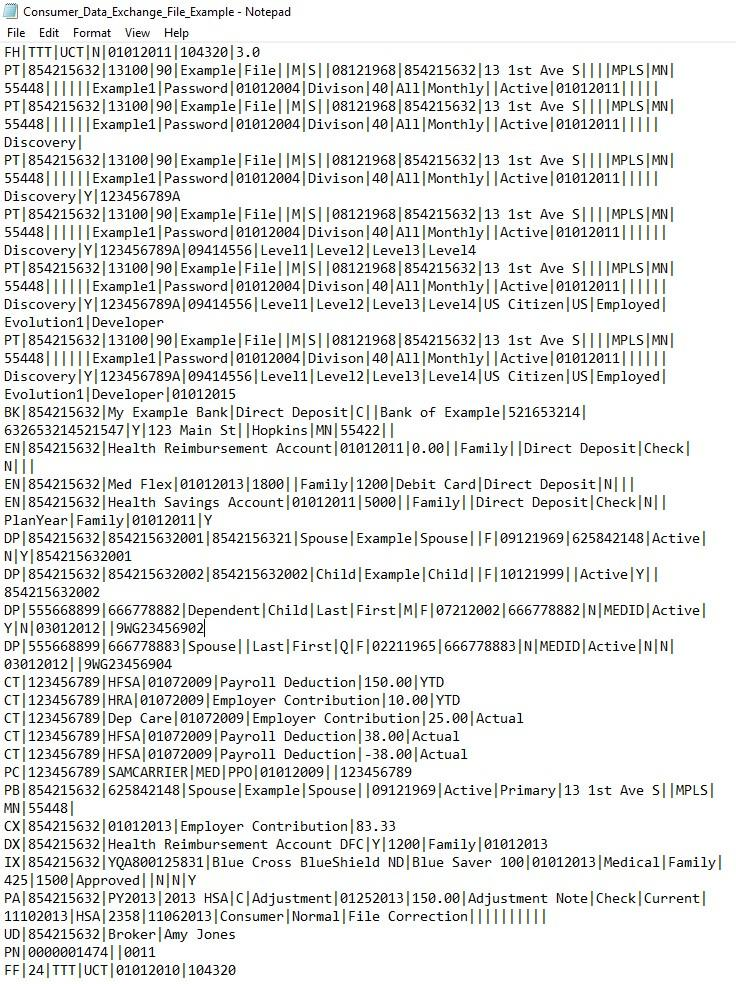 Consumer_Data_Exchange_File_Example - Notepad
File Edit Format View Help
FH|TTT|UCT|N|01012011|104320|3.0
PT|854215632|13100|90|Example|File||M|S||08121968|854215632|13 1st Ave S||||MPLS|MN|
55448||||||Example1|Password|01012004|Divison|40|All|Monthly||Active|01012011|||||
PT|854215632|13100|90|Example|File||M|S||08121968|854215632|13 1st Ave S||||MPLS|MN|
55448||||||Example1|Password|01012004|Divison|40|All|Monthly||Active|01012011|||||
Discovery|
PT|854215632|13100|90|Example|File||M|S||08121968|854215632|13 1st Ave S||||MPLS|MN|
55448||||||Example1|Password|01012004|Divison|40|All|Monthly||Active|01012011|||||
Discovery|Y|123456789A
PT|854215632|13100|90|Example|File||M|S||08121968|854215632|13 1st Ave S||||MPLS|MN|
55448||||||Example1|Password|01012004|Divison|40|All|Monthly||Active|01012011||||||
Discovery|Y|123456789A|09414556|Level1|Level2|Level3|Level4
PT|854215632|13100|90|Example|File||M|S||08121968|854215632|13 1st Ave S||||MPLS|MN|
55448||||||Example1|Password|01012004|Divison|40|All|Monthly||Active|01012011||||||
Discovery|Y|123456789A|09414556|Level1|Level2|Level3|Level4|US Citizen|US|Employed|
Evolution1|Developer
PT|854215632|13100|90|Example|File||M|S||08121968|854215632|13 1st Ave S||||MPLS|MN|
55448||||||Example1|Password|01012004|Divison|40|All|Monthly||Active|01012011||||||
Discovery|Y|123456789A|09414556|Level1|Level2|Level3|Level4|US Citizen|US|Employed|
Evolution1|Developer|01012015
BK|854215632|My Example Bank|Direct Deposit|C||Bank of Example|521653214|
632653214521547|Y|123 Main St||Hopkins|MN|55422||
EN|854215632|Health Reimbursement Account|01012011|0.00||Family||Direct Deposit|Check|
N|||
EN|854215632|Med Flex|01012013|1800||Family|1200|Debit Card|Direct Deposit|N|||
EN|854215632|Health Savings Account|01012011|5000||Family||Direct Deposit|Check|N||
PlanYear|Family|01012011|Y
DP|854215632|854215632001|8542156321|Spouse|Example|Spouse||F|09121969|625842148|Active|
N|Y|854215632001
DP|854215632|854215632002|854215632002|Child|Example|Child||F|10121999||Active|Y||
854215632002
DP|555668899|666778882|Dependent|Child|Last|First|M|F|07212002|666778882|N|MEDID|Active|
Y|N|03012012||9WG23456902
DP|555668899|666778883|Spouse||Last|First|Q|F|02211965|666778883|N|MEDID|Active|N|N|
03012012||9WG23456904
CT|123456789|HFSA|01072009|Payroll Deduction|150.00|YTD
CT|123456789|HRA|01072009|Employer Contribution|10.00|YTD
CT|123456789|Dep Care|01072009|Employer Contribution|25.00|Actual
CT|123456789|HFSA|01072009|Payroll Deduction|38.00|Actual
CT|123456789|HFSA|01072009|Payroll Deduction|-38.00|Actual
PC|123456789|SAMCARRIER|MED|PPO|01012009||123456789
PB|854215632|625842148|Spouse|Example|Spouse||09121969|Active|Primary|13 1st Ave S||MPLS|
MN|55448|
CX|854215632|01012013|Employer Contribution|83.33
DX|854215632|Health Reimbursement Account DFC|Y|1200|Family|01012013
IX|854215632|YQA800125831|Blue Cross BlueShield ND|Blue Saver 100|01012013|Medical|Family|
425|1500|Approved||N|N|Y
PA|854215632|PY2013|2013 HSA|C|Adjustment|01252013|150.00|Adjustment Note|Check|Current|
11102013|HSA|2358|11062013|Consumer|Normal|File Correction||||||||||
UD|854215632|Broker|Amy Jones
PN|0000001474||0011
FF|24|TTT|UCT|01012010|104320